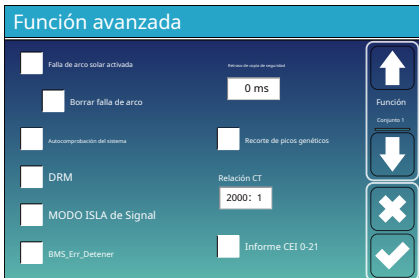 Función avanzada
Falla de arco solar activada
Retraso de copia de seguridad
0 ms
Borrar falla de arco
Función
Conjunto 1
Autocomprobación del sistema
Recorte de picos genéticos
DRM
Relación CT
2000: 1
MODO ISLA de Signal
BMS_Err_Detener
Informe CEI 0-21